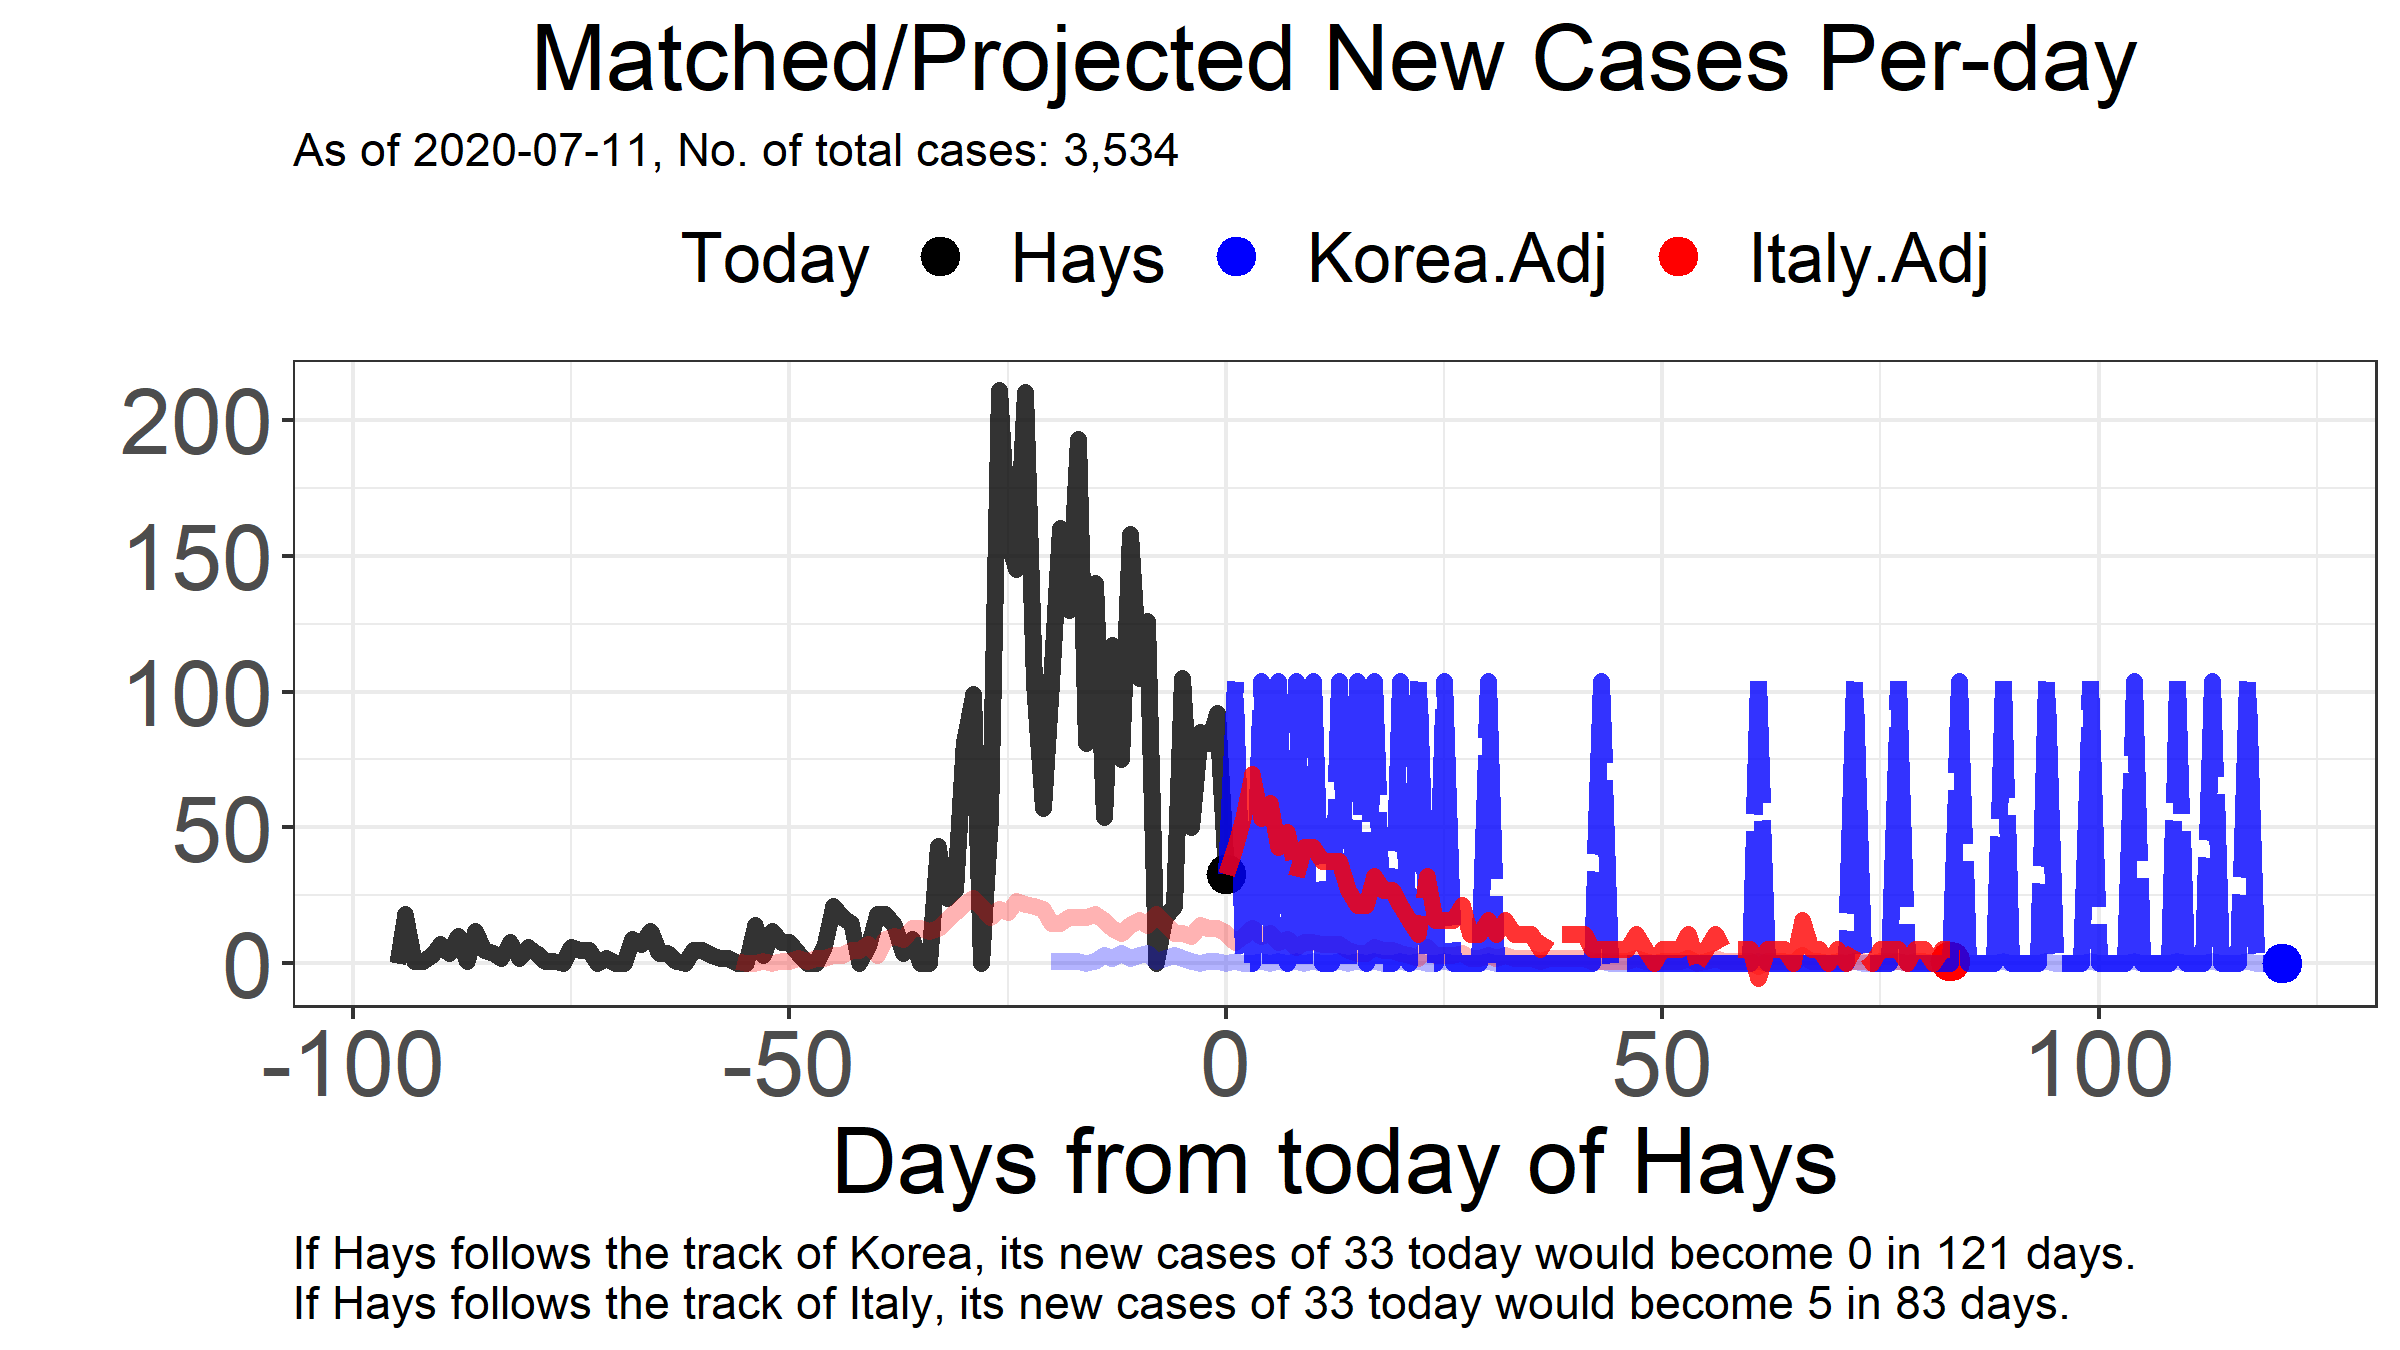 Matched/Projected New Cases Per-day
As of 2020-07-11, No. of total cases: 3,534
Today Hays Korea.Adj Italy.Adj
200
150
100
50
0
-100 -50 0 50 100
Days from today of Hays
If Hays follows the track of Korea, its new cases of 33 today would become 0 in 121 days.
If Hays follows the track of Italy, its new cases of 33 today would become 5 in 83 days.